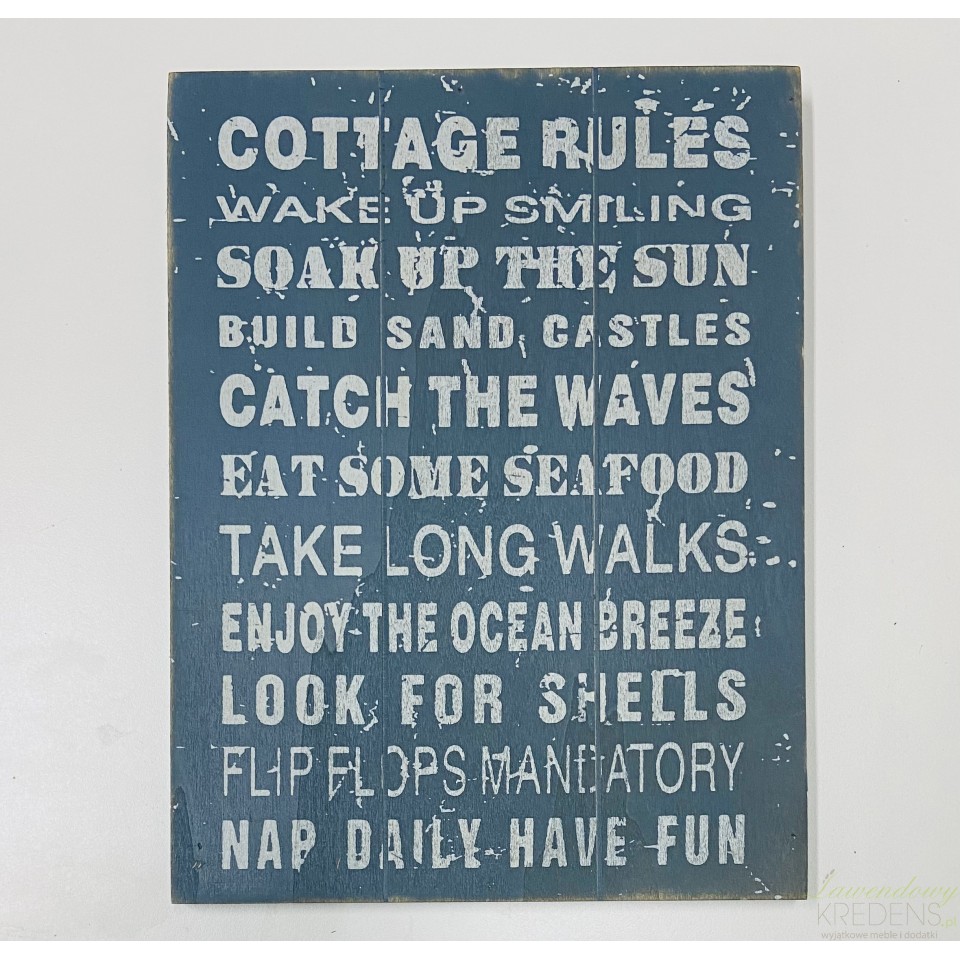 COTTAGE RULES
WAKE UP SMILING
SOAK UP THE SUN
BUILD SAND CASTLES
CATCH THE WAVES
EAT SOME SEAFOOD
TAKE LONG WALKS
ENJOY THE OCEAN BREEZE
LOOK FOR SHELLS
FLIP FLOPS MANDATORY
NAP DAILY HAVE FUN
Lawendowy
KREDENS.pl
wyjątkowe meble i dodatki